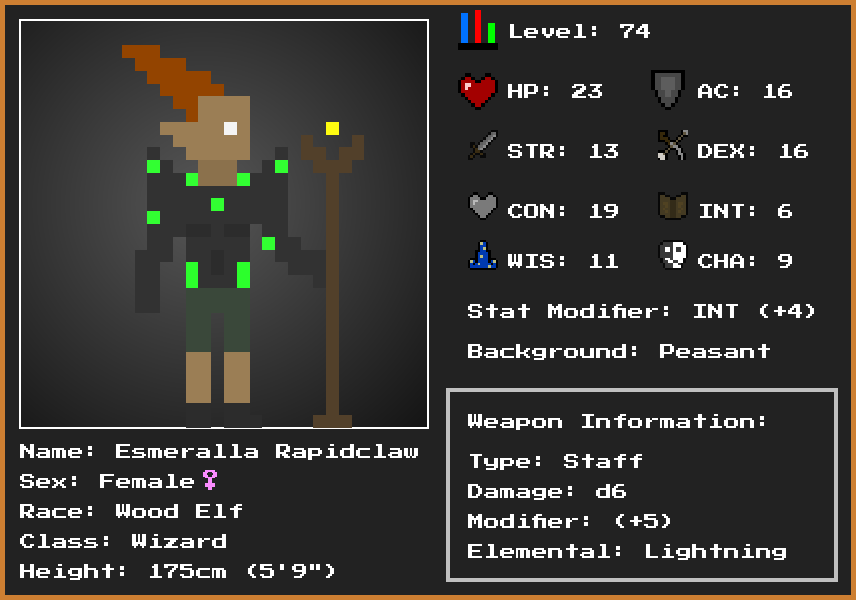 Level: 74
HP: 23
AC: 16
STR: 13
DEX: 16
CON: 19
INT: 6
WIS: 11
CHA: 9
Stat Modifier: INT (+4)
Background: Peasant
Weapon Information:
Type: Staff
Damage: d6
Modifier: (+5)
Elemental: Lightning
Name: Esmeralla Rapidclaw
Sex: Female♀
Race: Wood Elf
Class: Wizard
Height: 175cm (5'9")